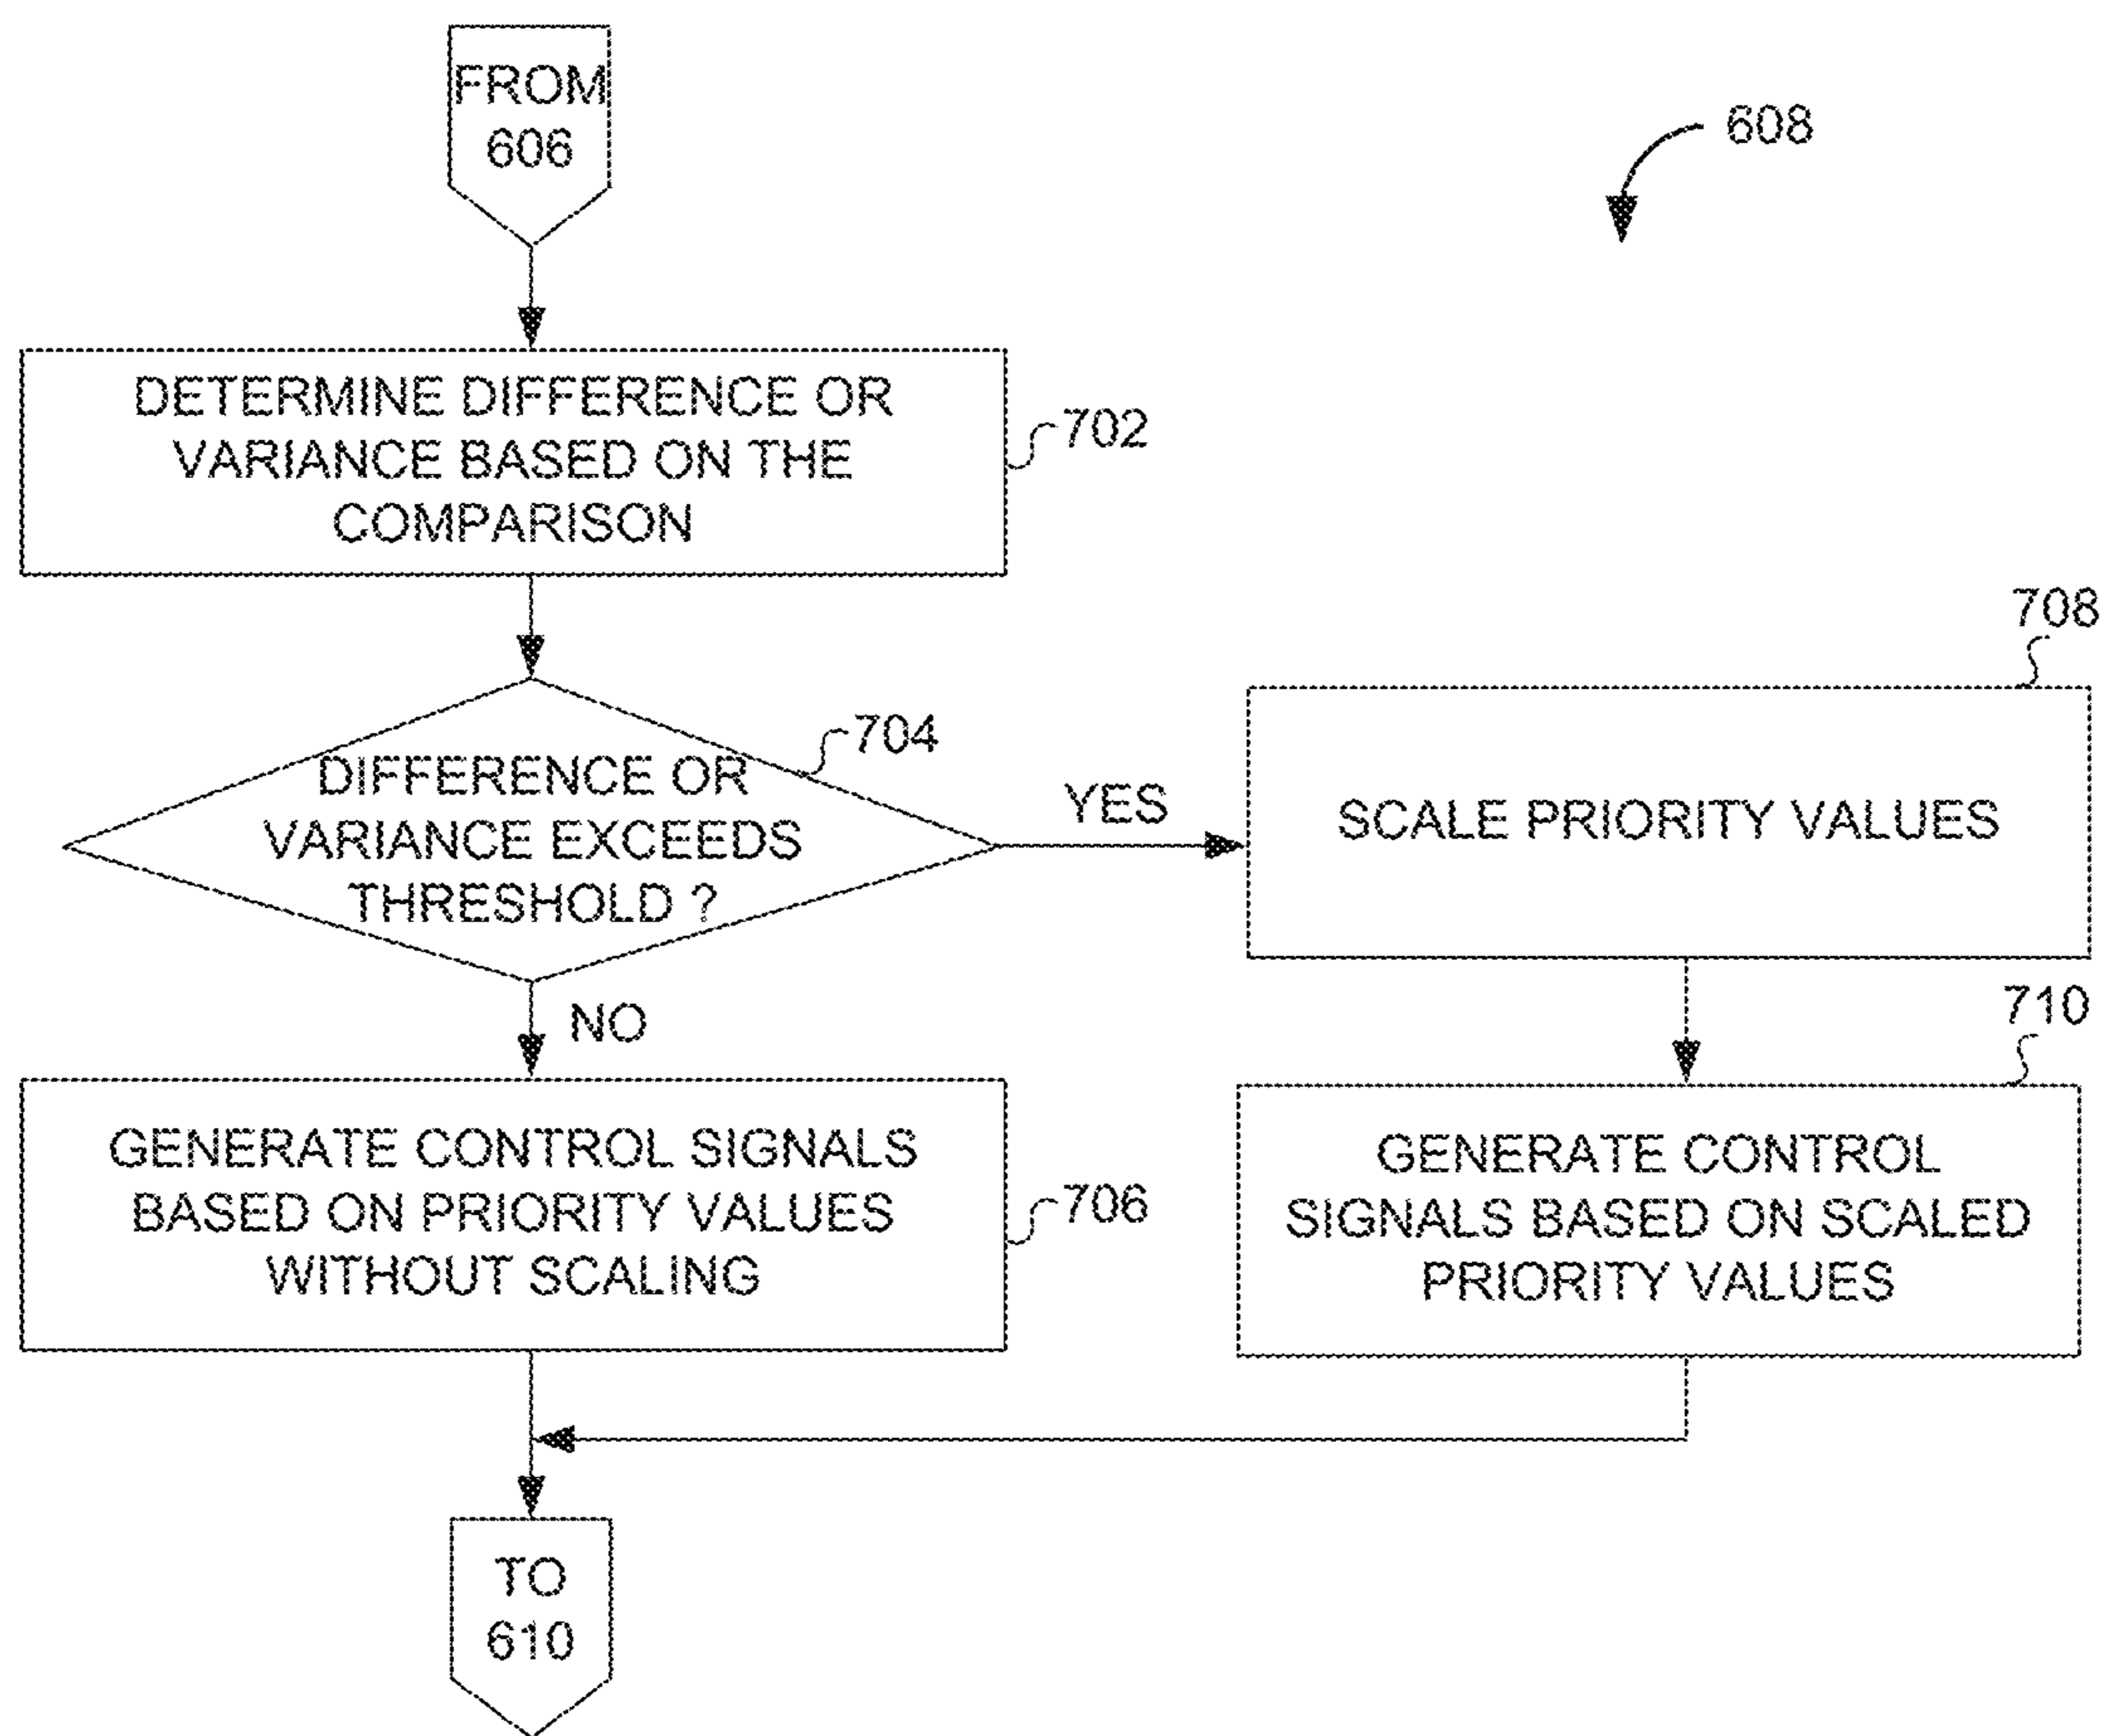 FROM
606
608
DETERMINE DIFFERENCE OR
VARIANCE BASED ON THE
COMPARISON
702
DIFFERENCE OR
VARIANCE EXCEEDS
THRESHOLD ?
704
YES
708
SCALE PRIORITY VALUES
NO
GENERATE CONTROL SIGNALS
BASED ON PRIORITY VALUES
WITHOUT SCALING
706
710
GENERATE CONTROL
SIGNALS BASED ON SCALED
PRIORITY VALUES
TO
610